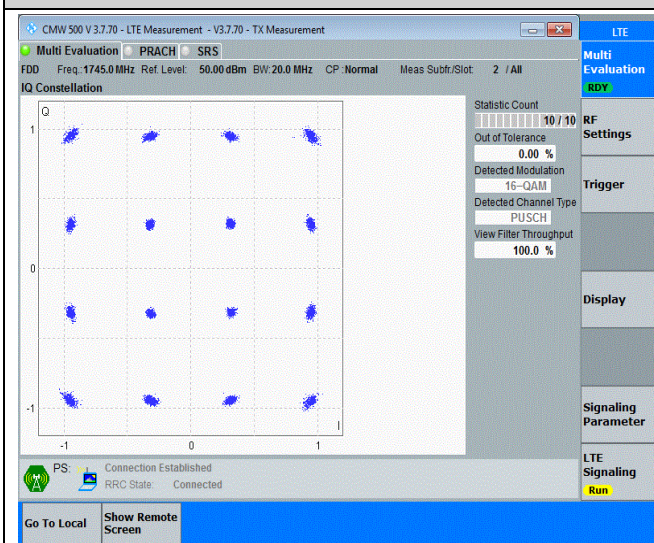 CMW 500 V 3.7.70 - LTE Measurement - V3.7.70 - TX Measurement
LTE
Multi Evaluation PRACH SRS
Multi
Evaluation
RDY
FDD Freq.:1745.0 MHz Ref. Level: 50.00 dBm BW:20.0 MHz CP :Normal Meas Subfr./Slot: 2 / All
IQ Constellation
Q
1
0
-1
I
-1 0 1
Statistic Count
10 / 10
Out of Tolerance
0.00 %
Detected Modulation
16-QAM
Detected Channel Type
PUSCH
View Filter Throughput
100.0 %
RF
Settings
Trigger
Display
Signaling
Parameter
LTE
Signaling
Run
PS: Connection Established
RRC State: Connected
Go To Local
Show Remote
Screen